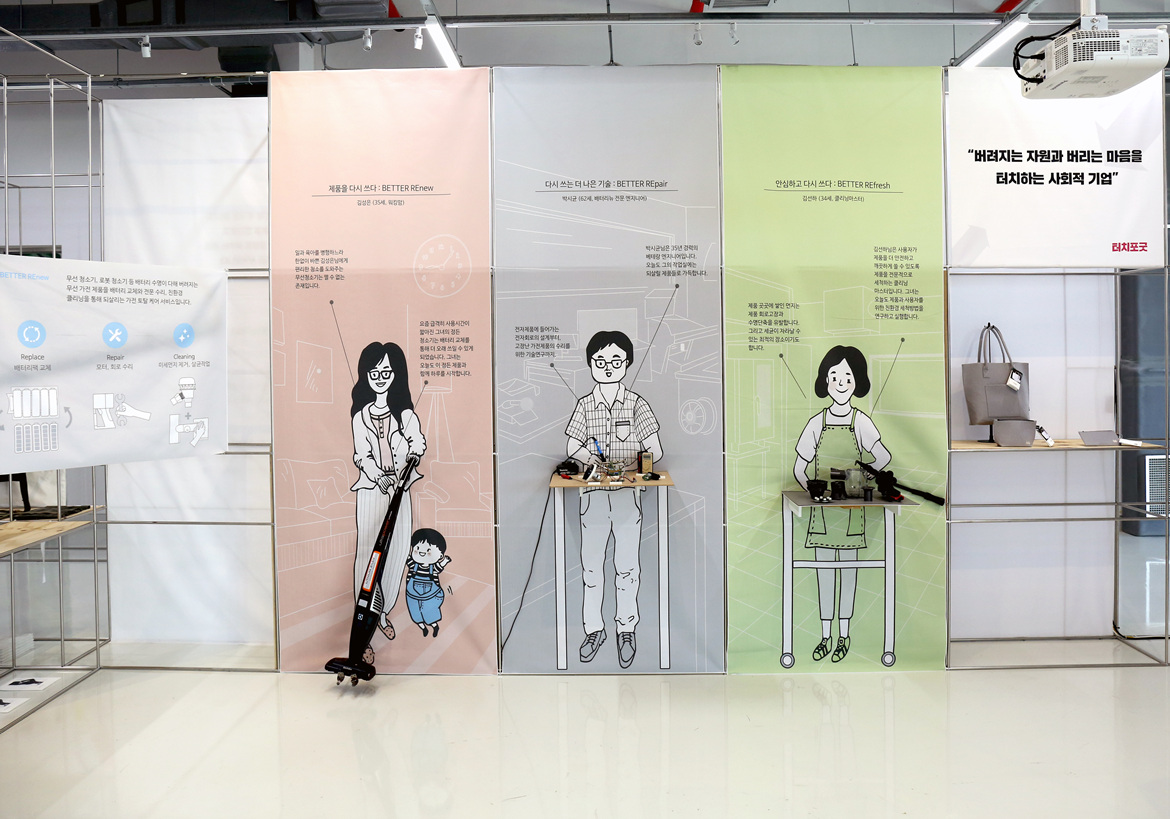 BETTER REnew
무선 청소기, 로봇 청소기 등 배터리 수명이 다해 버려지는
무선 가전 제품을 배터리 교체와 전문 수리, 친환경
클리닝을 통해 되살리는 가전 토탈 케어 서비스입니다.
Replace
배터리팩 교체
Repair
모터, 회로 수리
Cleaning
미세먼지 제거, 살균작업
제품을 다시 쓰다 : BETTER REnew
김성은 (35세, 워킹맘)
일과 육아를 병행하느라
한없이 바쁜 김성은님에게
편리한 청소를 도와주는
무선청소기는 뗄 수 없는
존재입니다.
요즘 급격히 사용시간이
짧아진 그녀의 정든
청소기는 배터리 교체를
통해 더 오래 쓰일 수 있게
되었습니다. 그녀는
오늘도 이 정든 제품과
함께 하루를 시작합니다.
다시 쓰는 더 나은 기술 : BETTER REpair
박시균 (62세, 배터리뉴 전문 엔지니어)
박시균님은 35년 경력의
베테랑 엔지니어입니다.
오늘도 그의 작업실에는
되살릴 제품들로 가득합니다.
전자제품에 들어가는
전자회로의 설계부터,
고장난 가전제품의 수리를
위한 기술연구까지.
안심하고 다시 쓰다 : BETTER REfresh
김선하 (34세, 클리닝마스터)
김선하님은 사용자가
제품을 더 안전하고
깨끗하게 쓸 수 있도록
제품을 전문적으로
세척하는 클리닝
마스터입니다. 그녀는
오늘도 제품과 사용자를
위한 친환경 세척방법을
연구하고 실험합니다.
제품 곳곳에 쌓인 먼지는
제품 회로고장과
수명단축을 유발합니다.
그리고 세균이 자라날 수
있는 최적의 장소이기도
합니다.
“버려지는 자원과 버리는 마음을
터치하는 사회적 기업”
터치포굿